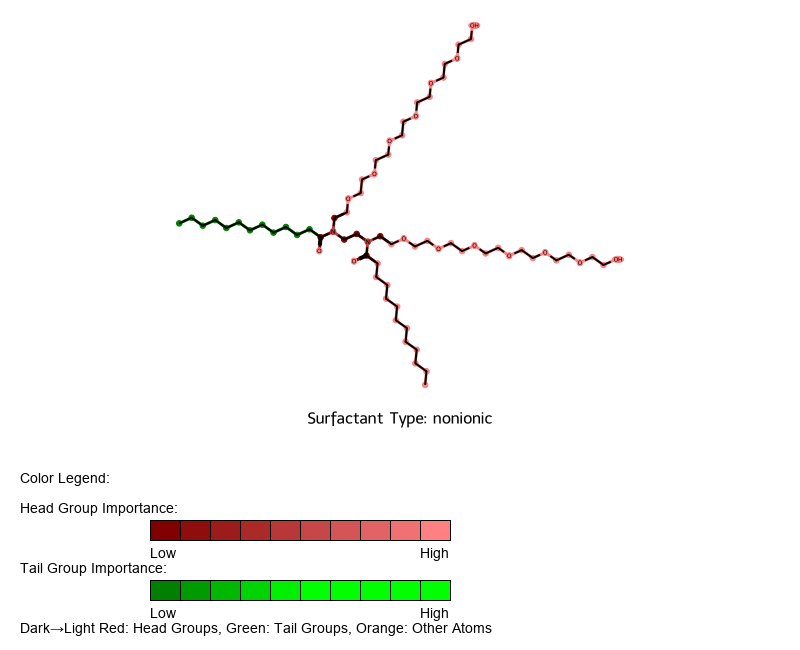 OH
O
O
O
O
O
O
O
O
O
O
O
O
OH
O
O
Surfactant Type: nonionic
Color Legend:
Head Group Importance:
Low High
Tail Group Importance:
Low High
Dark→Light Red: Head Groups, Green: Tail Groups, Orange: Other Atoms